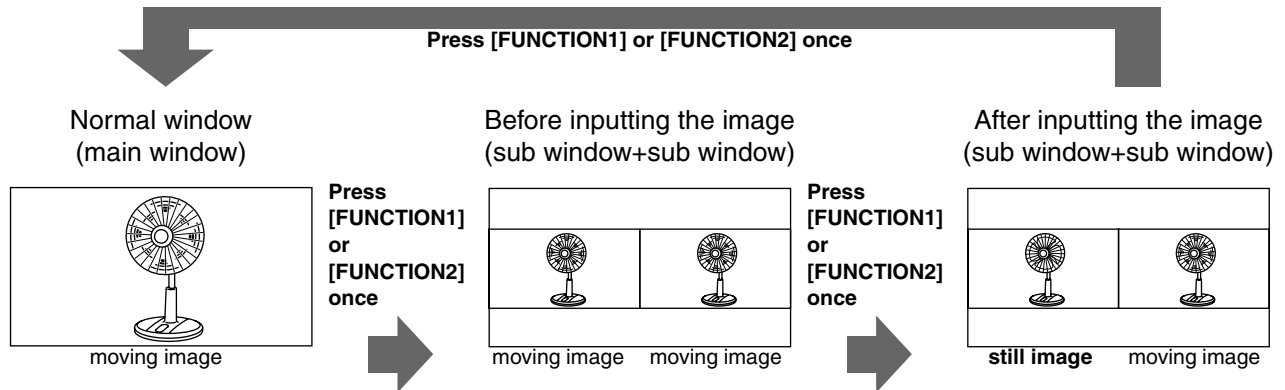 Press [FUNCTION1] or [FUNCTION2] once
Normal window
(main window)
Before inputting the image
(sub window+sub window)
After inputting the image
(sub window+sub window)
Press
[FUNCTION1]
or
[FUNCTION2]
once
Press
[FUNCTION1]
or
[FUNCTION2]
once
moving image
moving image moving image
still image moving image